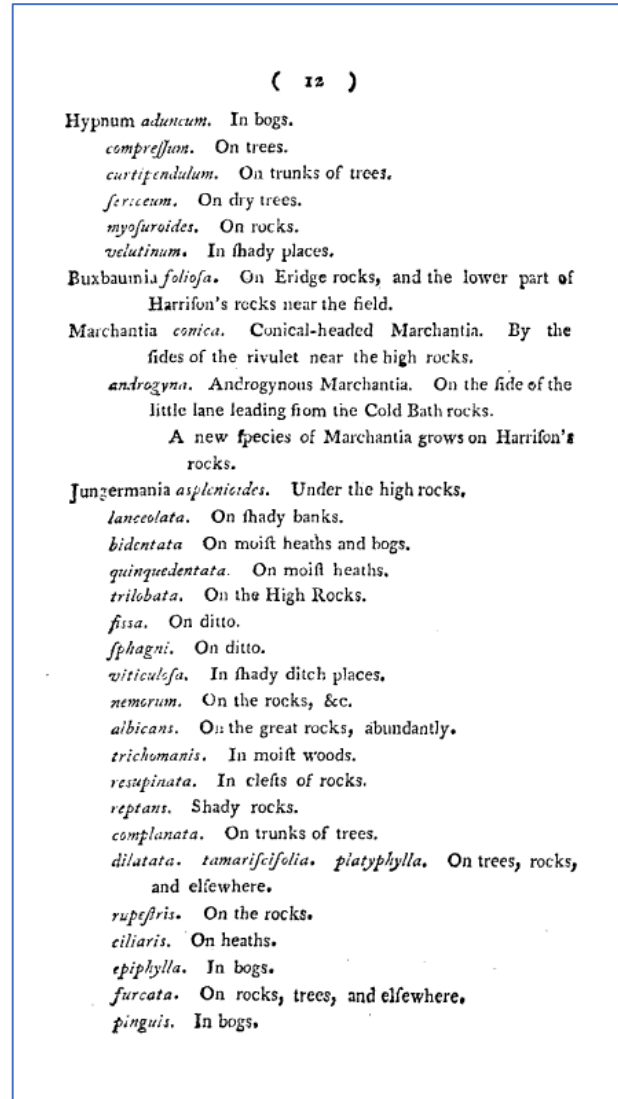 ( 12 )
Hypnum aduncum. In bogs.
compreſſum. On trees.
curtipendulum. On trunks of trees.
ſericeum. On dry trees.
myoſuroides. On rocks.
velutinum. In ſhady places.
Buxbaumia folioſa. On Eridge rocks, and the lower part of
Harriſon's rocks near the field.
Marchantia conica. Conical-headed Marchantia. By the
ſides of the rivulet near the high rocks.
androgyna. Androgynous Marchantia. On the ſide of the
little lane leading from the Cold Bath rocks.
A new ſpecies of Marchantia grows on Harriſon's
rocks.
Jungermania asplenioides. Under the high rocks.
lanceolata. On ſhady banks.
bidentata On moiſt heaths and bogs.
quinquedentata. On moiſt heaths.
trilobata. On the High Rocks.
fissa. On ditto.
ſphagni. On ditto.
viticuloſa. In ſhady ditch places.
nemorum. On the rocks, &c.
albicans. On the great rocks, abundantly.
trichomanis. In moiſt woods.
resupinata. In clefts of rocks.
reptans. Shady rocks.
complanata. On trunks of trees.
dilatata. tamariſcifolia. platyphylla. On trees, rocks,
and elſewhere.
rupeſtris. On the rocks.
ciliaris. On heaths.
epiphylla. In bogs.
furcata. On rocks, trees, and elſewhere.
pinguis. In bogs.